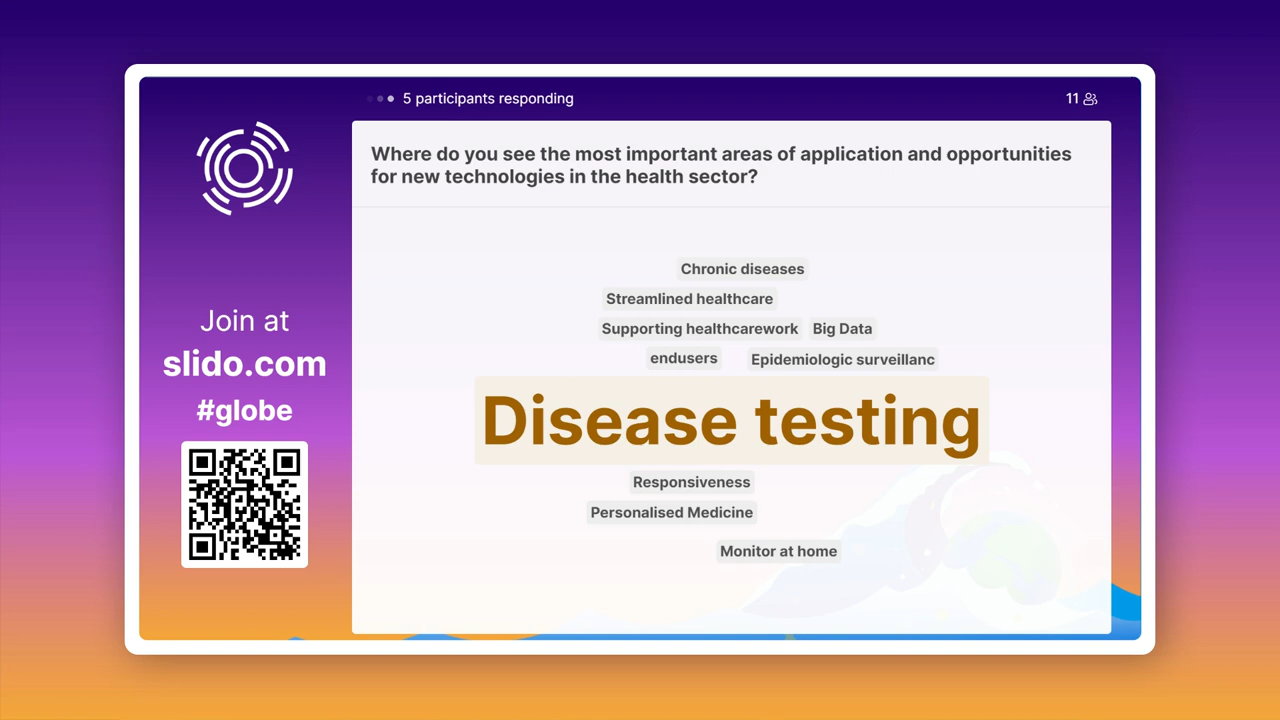 5 participants responding
11
Where do you see the most important areas of application and opportunities
for new technologies in the health sector?
Join at
slido.com
#globe
Chronic diseases
Streamlined healthcare
Supporting healthcarework Big Data
endusers Epidemiologic surveillanc
Disease testing
Responsiveness
Personalised Medicine
Monitor at home